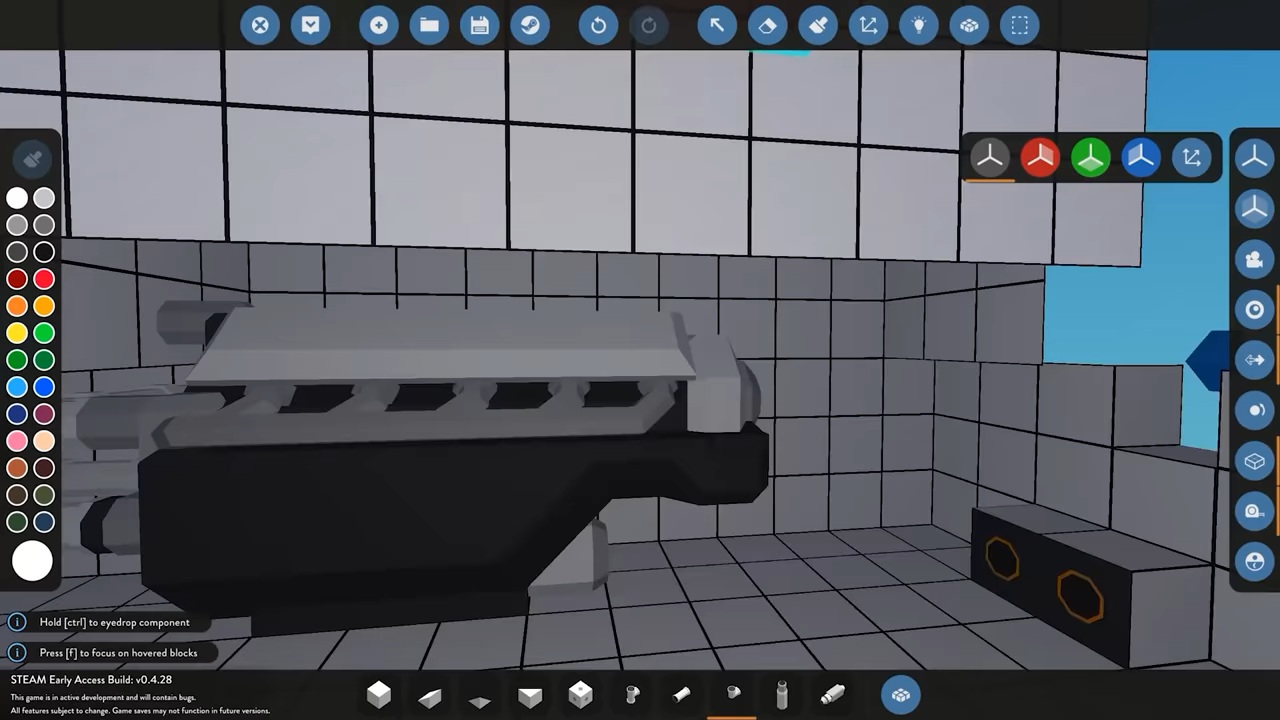 Hold [ctrl] to eyedrop component
Press [f] to focus on hovered blocks
STEAM Early Access Build: v0.4.28
This game is in active development and will contain bugs.
All features subject to change. Game saves may not function in future versions.